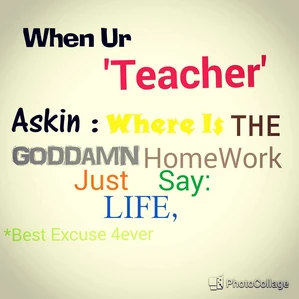 When Ur
'Teacher'
Askin : Where Is THE
GODDAMN HomeWork
Just Say:
LIFE,
*Best Excuse 4ever
PhotoCollage